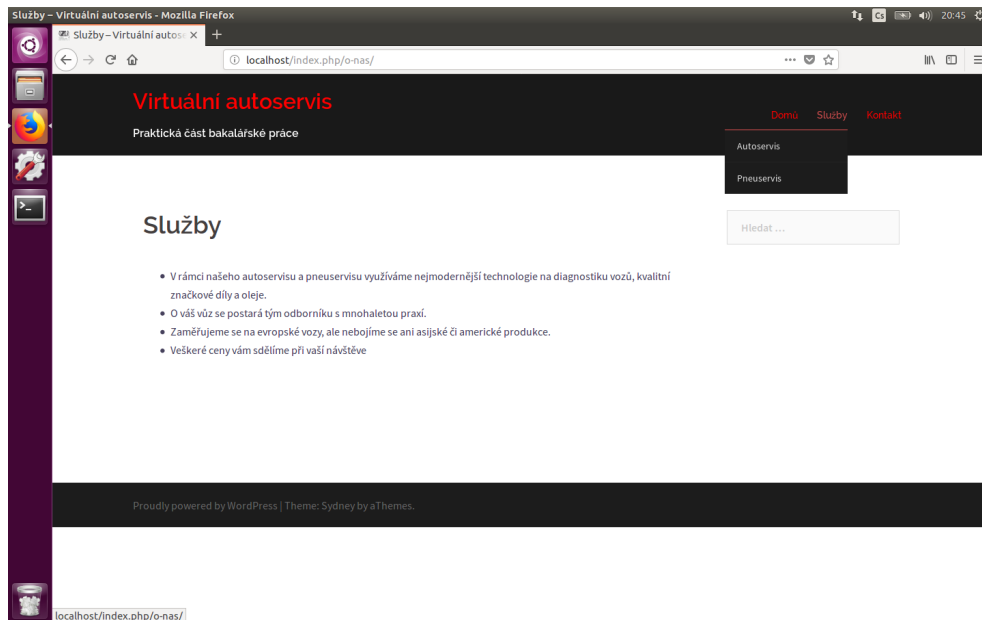 Služby – Virtuální autoservis - Mozilla Firefox
Cs
20:45
Služby – Virtuální autose
localhost/index.php/o-nas/
Virtuální autoservis
Praktická část bakalářské práce
Domů Služby Kontakt
Autoservis
Pneuservis
Služby
Hledat …
V rámci našeho autoservisu a pneuservisu využíváme nejmodernější technologie na diagnostiku vozů, kvalitní
značkové díly a oleje.
O váš vůz se postará tým odborníku s mnohaletou praxí.
Zaměřujeme se na evropské vozy, ale nebojíme se ani asijské či americké produkce.
Veškeré ceny vám sdělíme při vaší návštěve
Proudly powered by WordPress | Theme: Sydney by aThemes.
localhost/index.php/o-nas/